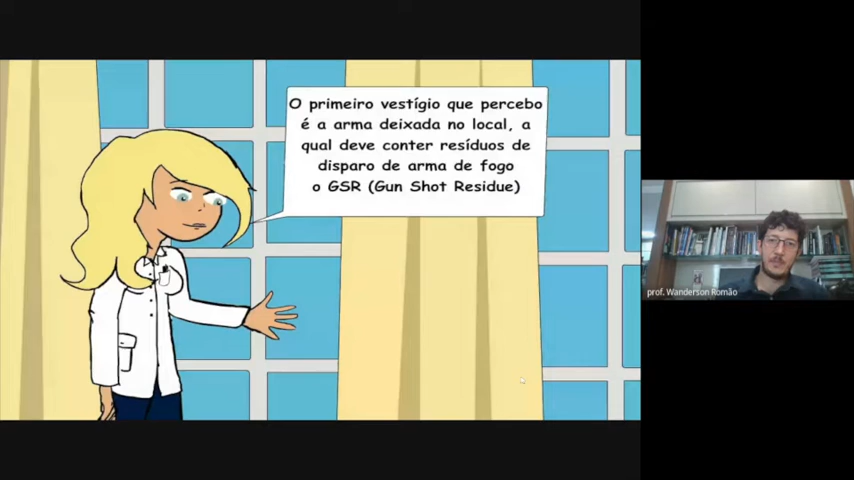 O primeiro vestígio que percebo
é a arma deixada no local, a
qual deve conter resíduos de
disparo de arma de fogo
o GSR (Gun Shot Residue)
prof. Wanderson Romão